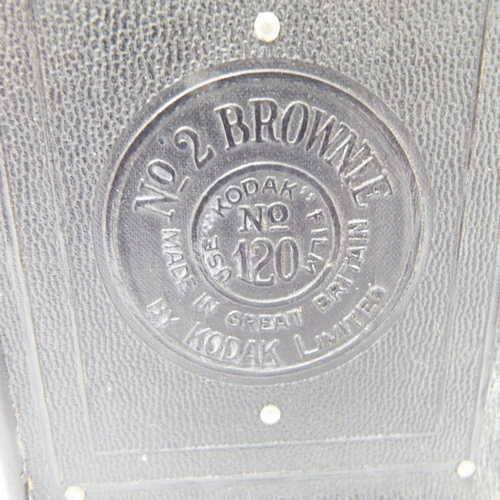 No 2 BROWNIE
USE "KODAK" FILM
No
120
MADE IN GREAT BRITAIN
BY KODAK LIMITED